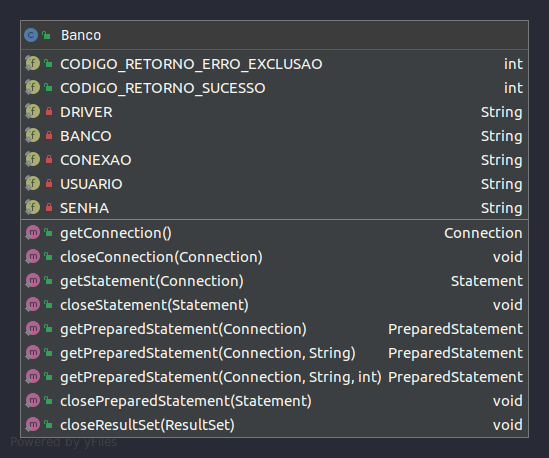 Banco
CODIGO_RETORNO_ERRO_EXCLUSAO int
CODIGO_RETORNO_SUCESSO int
DRIVER String
BANCO String
CONEXAO String
USUARIO String
SENHA String
getConnection() Connection
closeConnection(Connection) void
getStatement(Connection) Statement
closeStatement(Statement) void
getPreparedStatement(Connection) PreparedStatement
getPreparedStatement(Connection, String) PreparedStatement
getPreparedStatement(Connection, String, int) PreparedStatement
closePreparedStatement(Statement) void
closeResultSet(ResultSet) void
Powered by yFiles